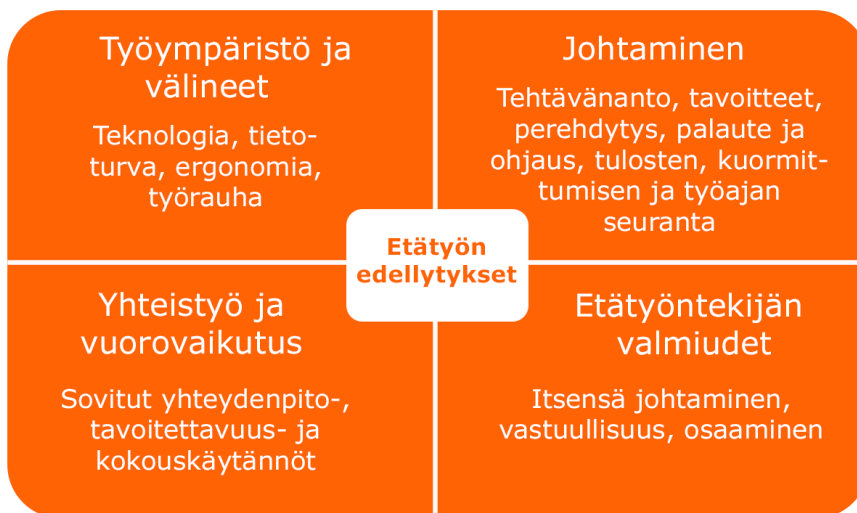 Työympäristö ja
välineet
Teknologia, tieto-
turva, ergonomia,
työrauha
Johtaminen
Tehtävänanto, tavoitteet,
perehdytys, palaute ja
ohjaus, tulosten, kuormit-
tumisen ja työajan
seuranta
Etätyön
edellytykset
Yhteistyö ja
vuorovaikutus
Sovitut yhteydenpito-,
tavoitettavuus- ja
kokouskäytännöt
Etätyöntekijän
valmiudet
Itsensä johtaminen,
vastuullisuus, osaaminen